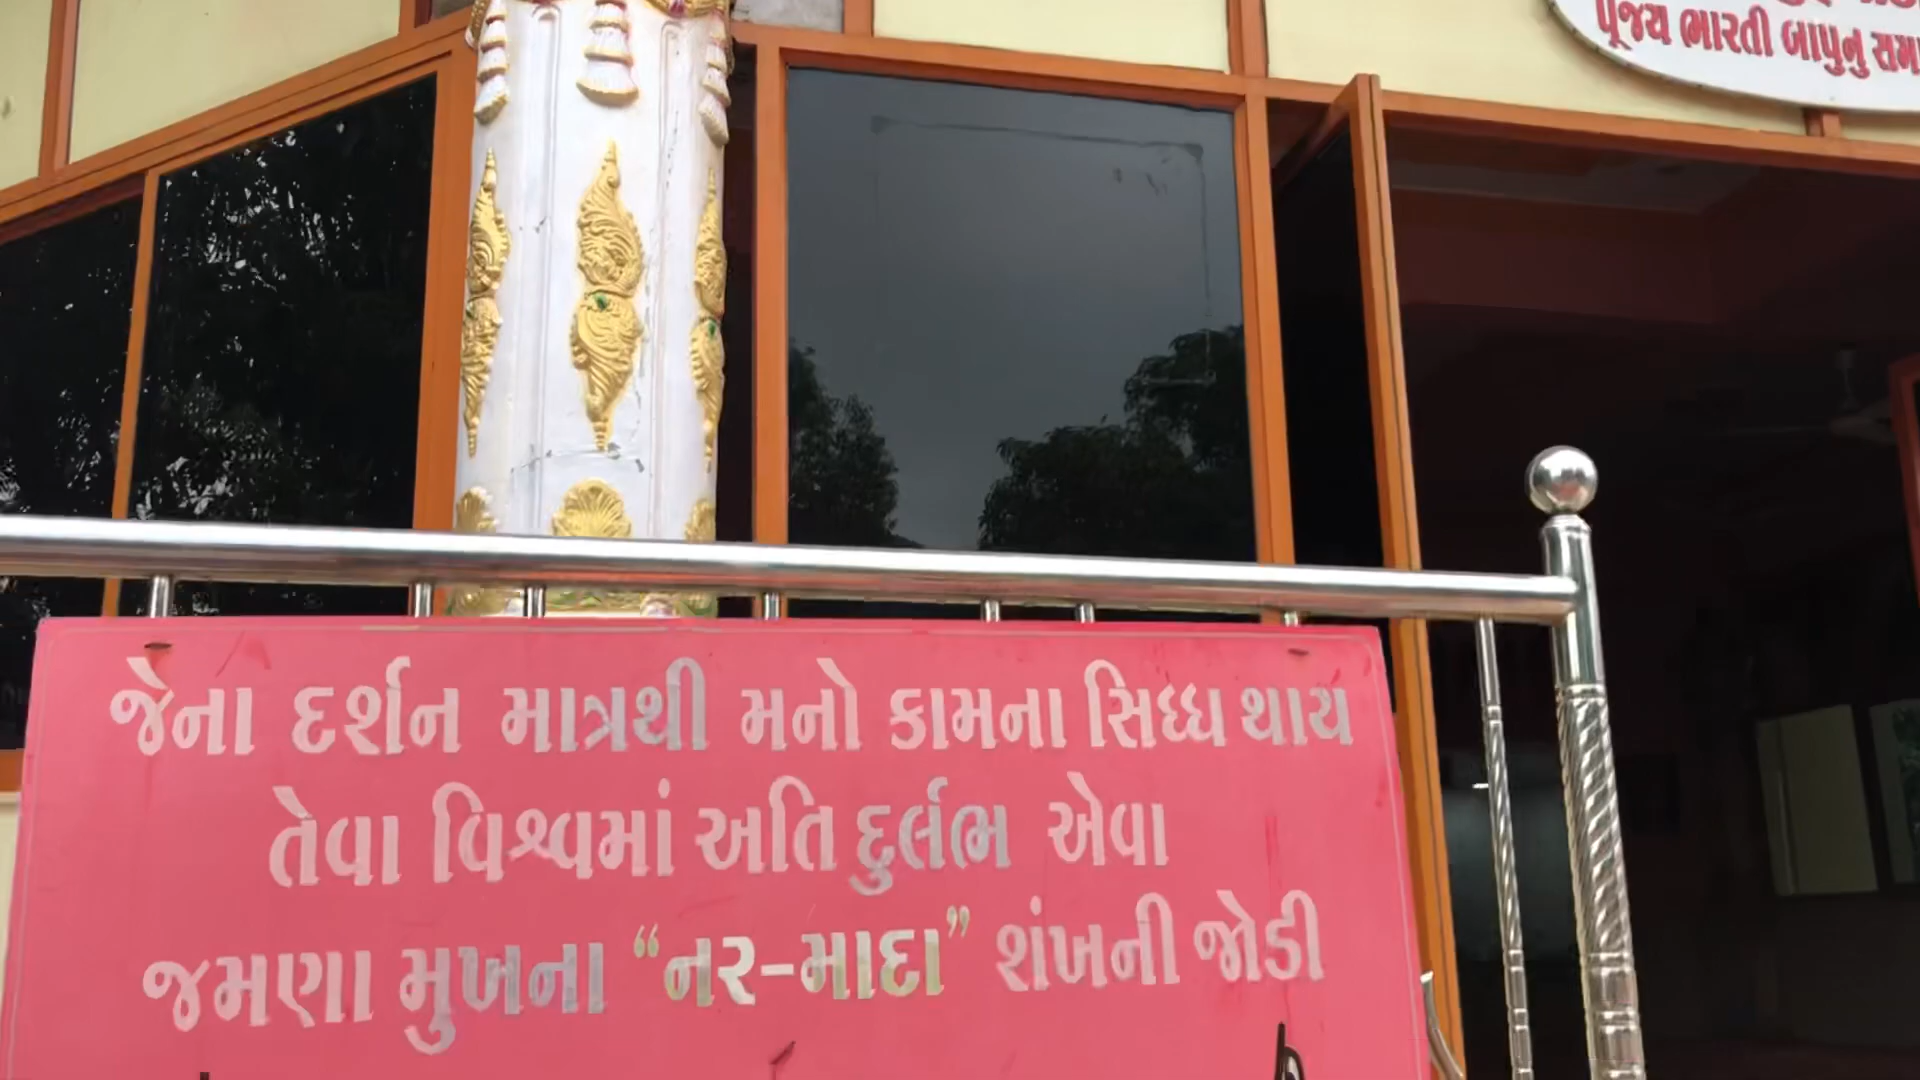 પૂજ્ય ભારતી બાપુનુ
જેના દર્શન માત્રથી મનો કામના સિધ્ધ થાય
તેવા વિશ્વમાં અતિ દુર્લભ એવા
જમણા મુખના “નર-માદા” શંખની જોડી